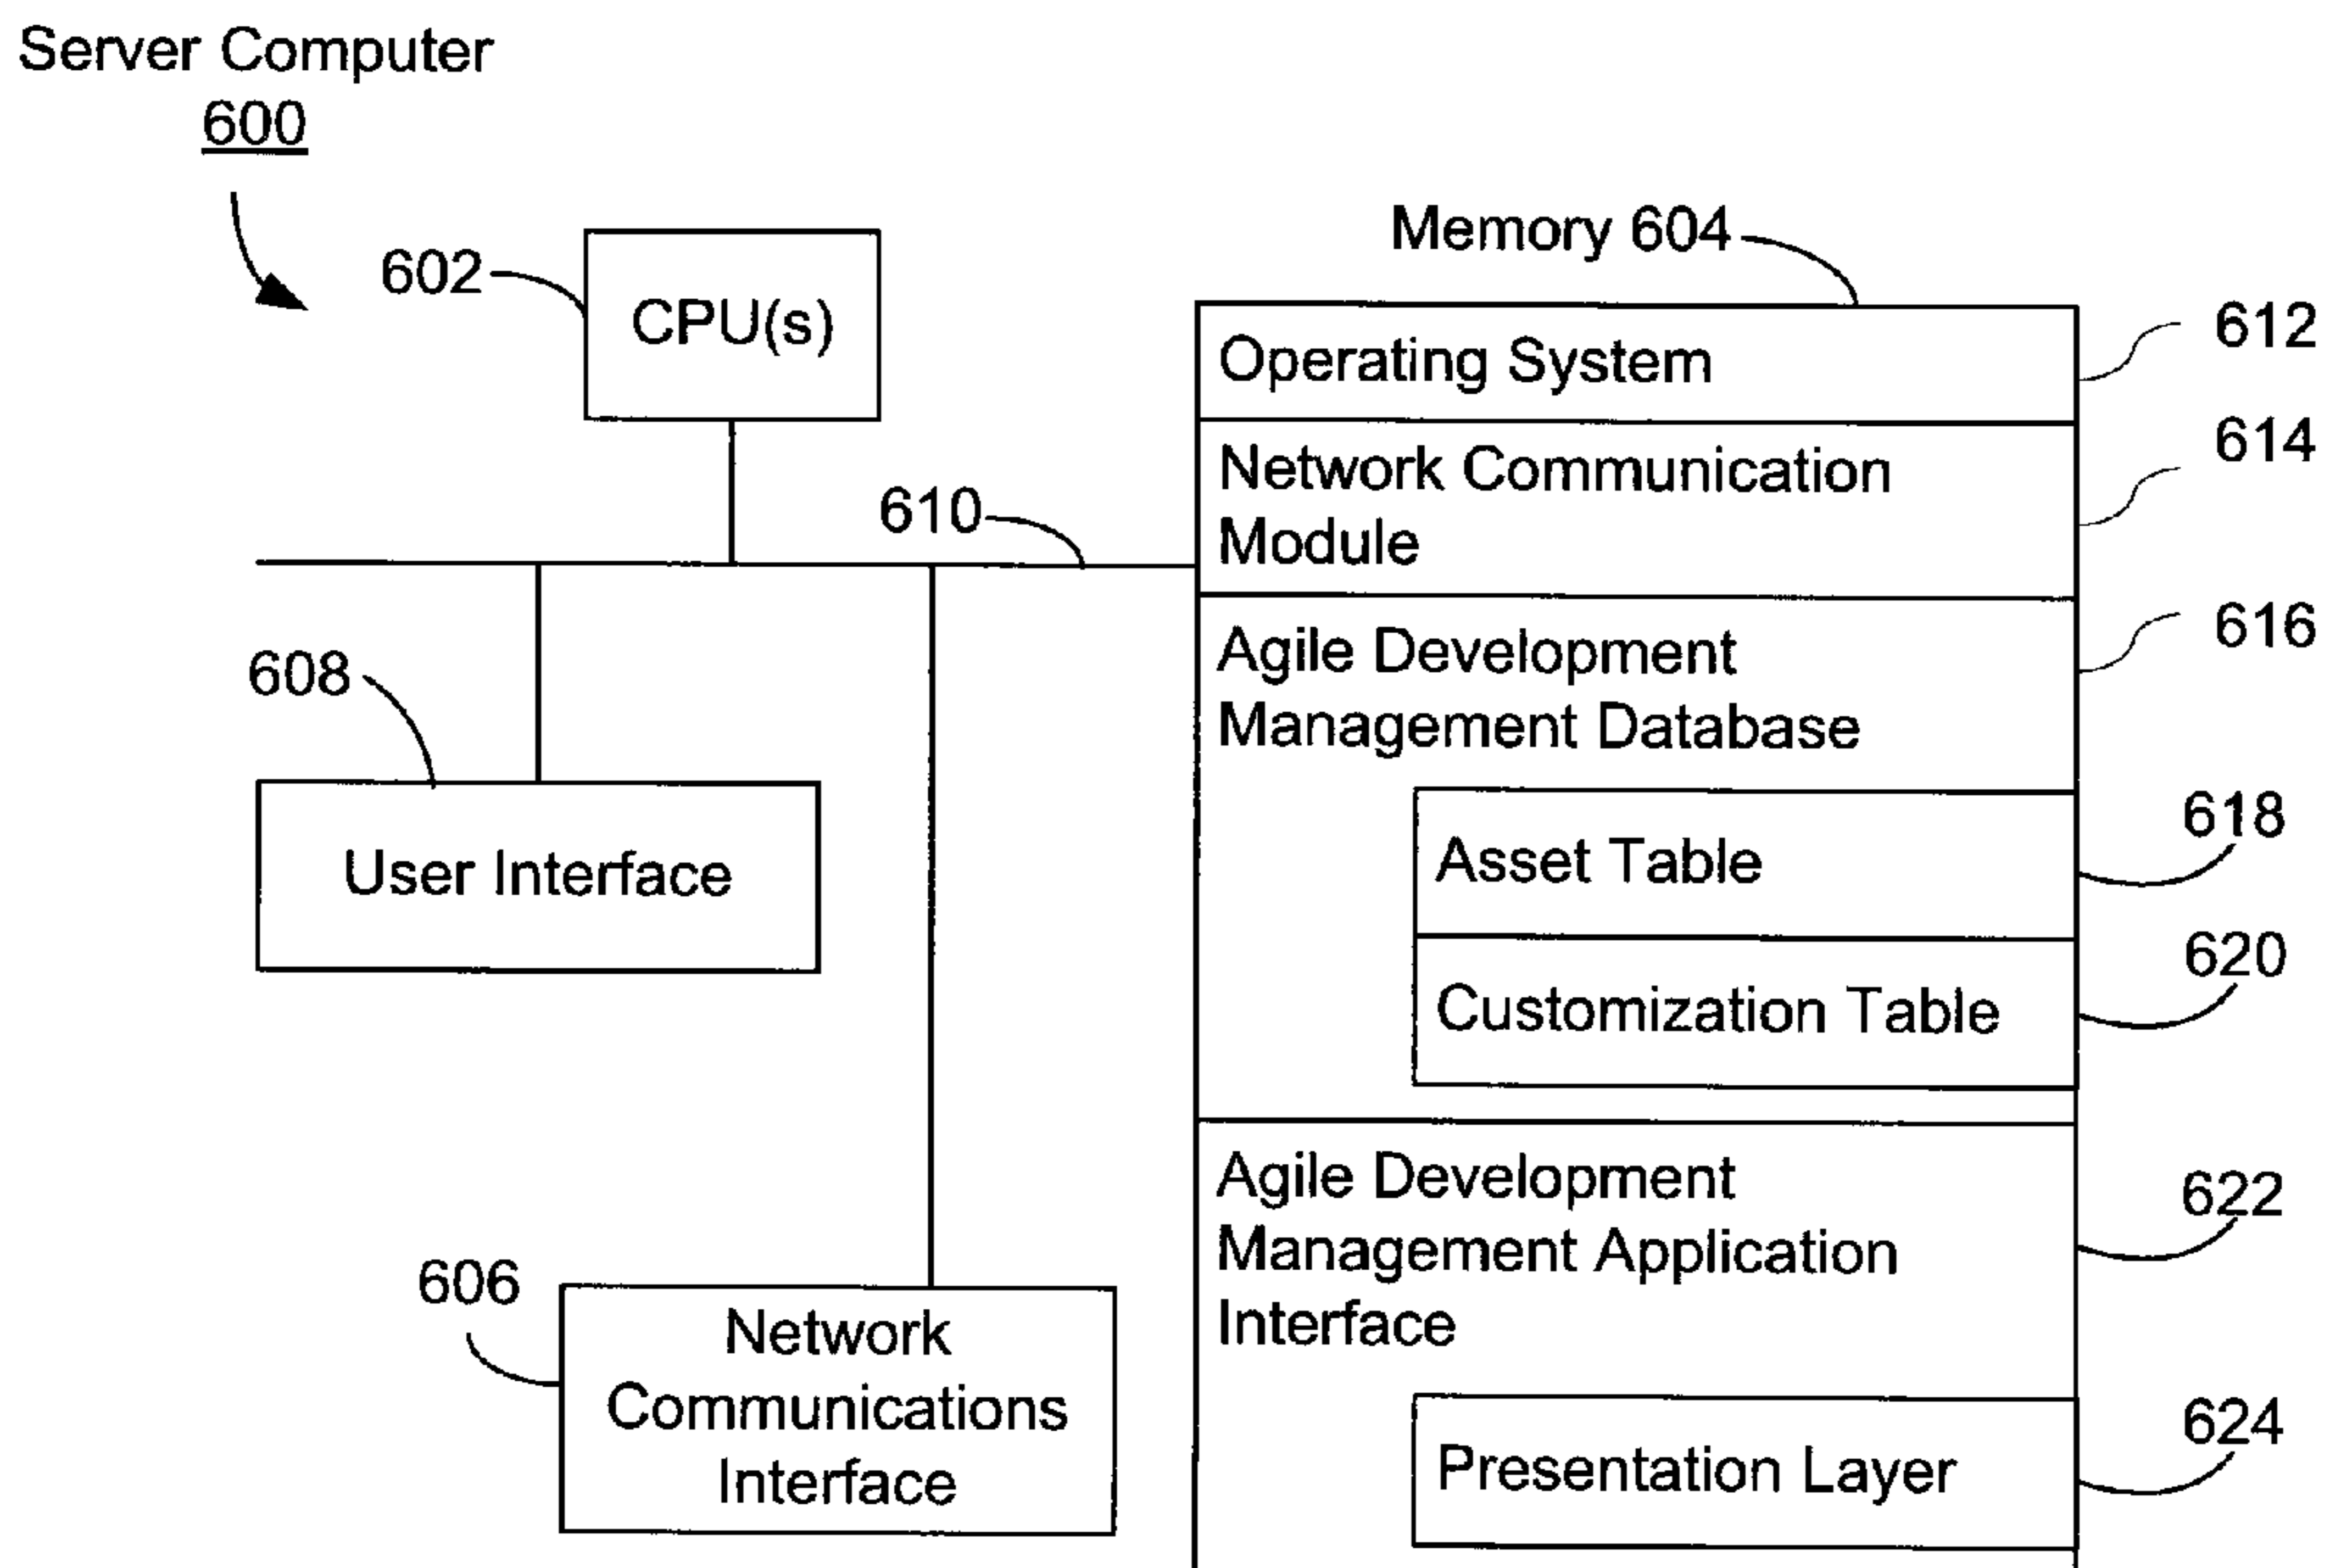 Server Computer
600
602
CPU(s)
Memory 604
Operating System
612
Network Communication
Module
614
610
Agile Development
Management Database
616
608
User Interface
Asset Table
618
Customization Table
620
Agile Development
Management Application
Interface
622
606
Network
Communications
Interface
Presentation Layer
624